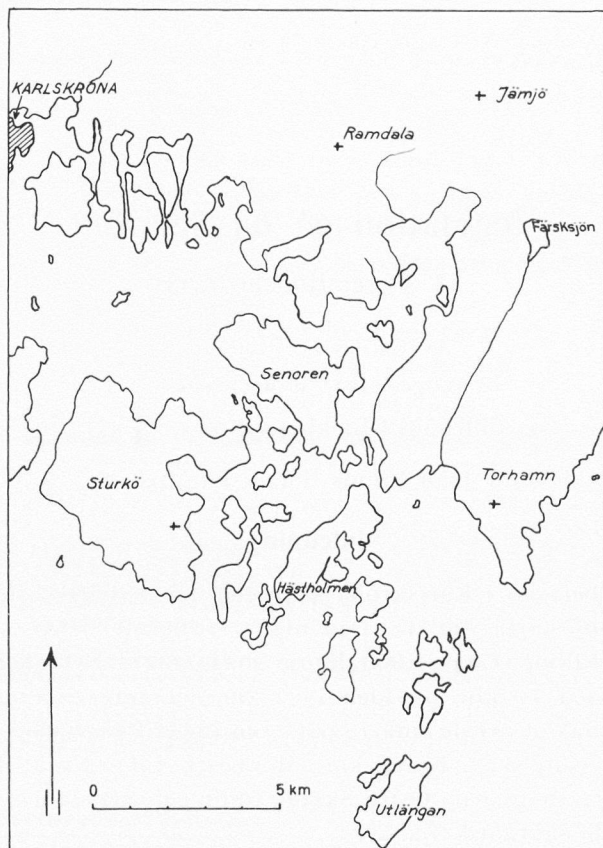 KARLSKRONA
Jämjö
Ramdala
Färsksjön
Senoren
Sturkö
Torhamn
Hästholmen
0 5 km
Utlängan